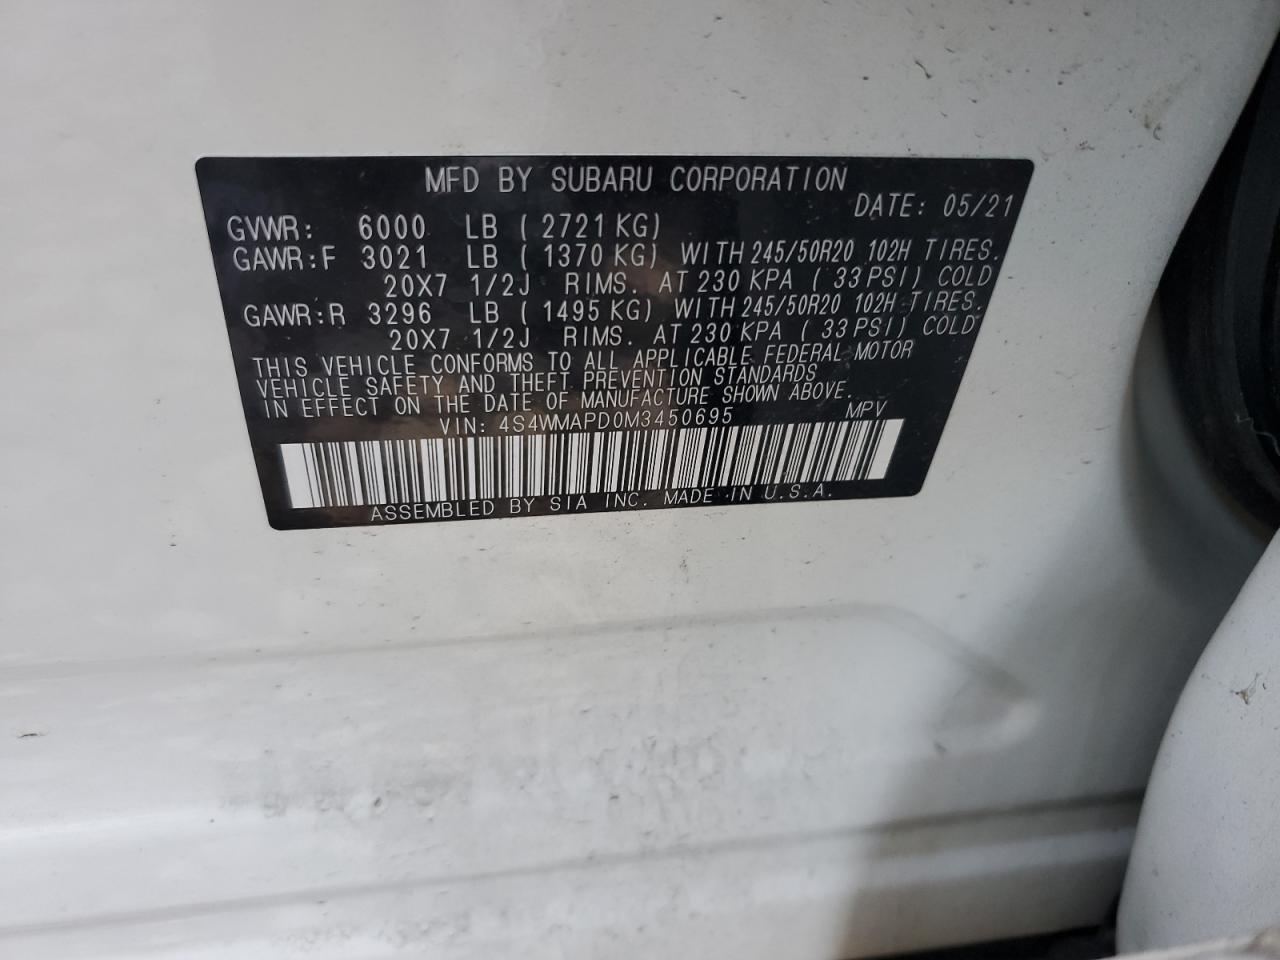 MFD BY SUBARU CORPORATION
DATE: 05/21
GVWR: 6000 LB ( 2721 KG)
GAWR:F 3021 LB ( 1370 KG) WITH 245/50R20 102H TIRES.
20X7 1/2J RIMS. AT 230 KPA ( 33 PSI) COLD
GAWR:R 3296 LB ( 1495 KG) WITH 245/50R20 102H TIRES.
20X7 1/2J RIMS. AT 230 KPA ( 33 PSI) COLD
THIS VEHICLE CONFORMS TO ALL APPLICABLE FEDERAL MOTOR
VEHICLE SAFETY AND THEFT PREVENTION STANDARDS
IN EFFECT ON THE DATE OF MANUFACTURE SHOWN ABOVE.
VIN: 4S4WMAPD0M3450695 MPV
ASSEMBLED BY SIA INC. MADE IN U.S.A.